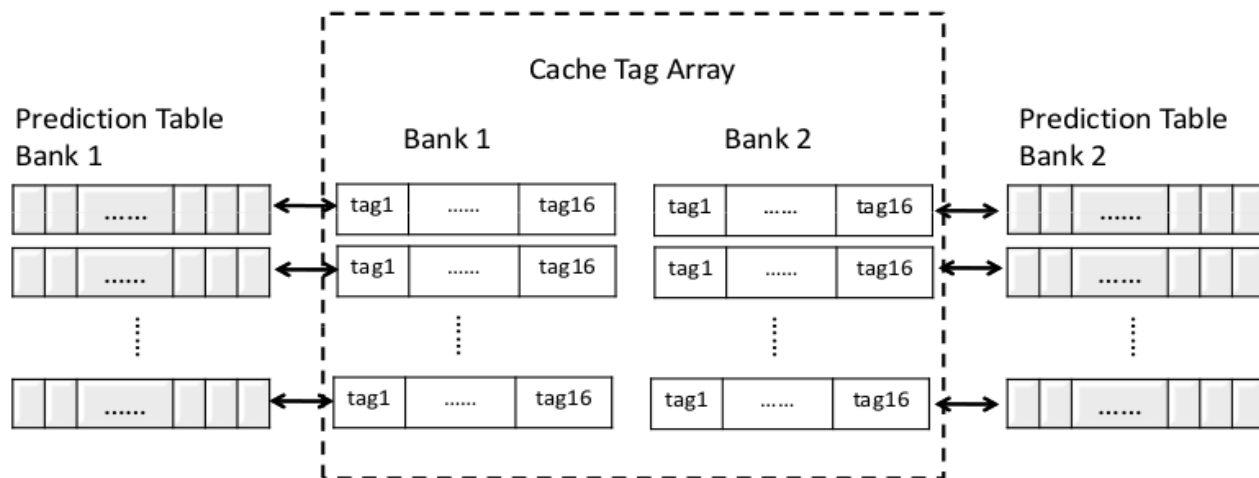 Cache Tag Array
Prediction Table
Bank 1
Bank 1
Bank 2
Prediction Table
Bank 2
...... tag1 ...... tag16 tag1 ...... tag16 ......
...... tag1 ...... tag16 tag1 ...... tag16 ......
...... tag1 ...... tag16 tag1 ...... tag16 ......